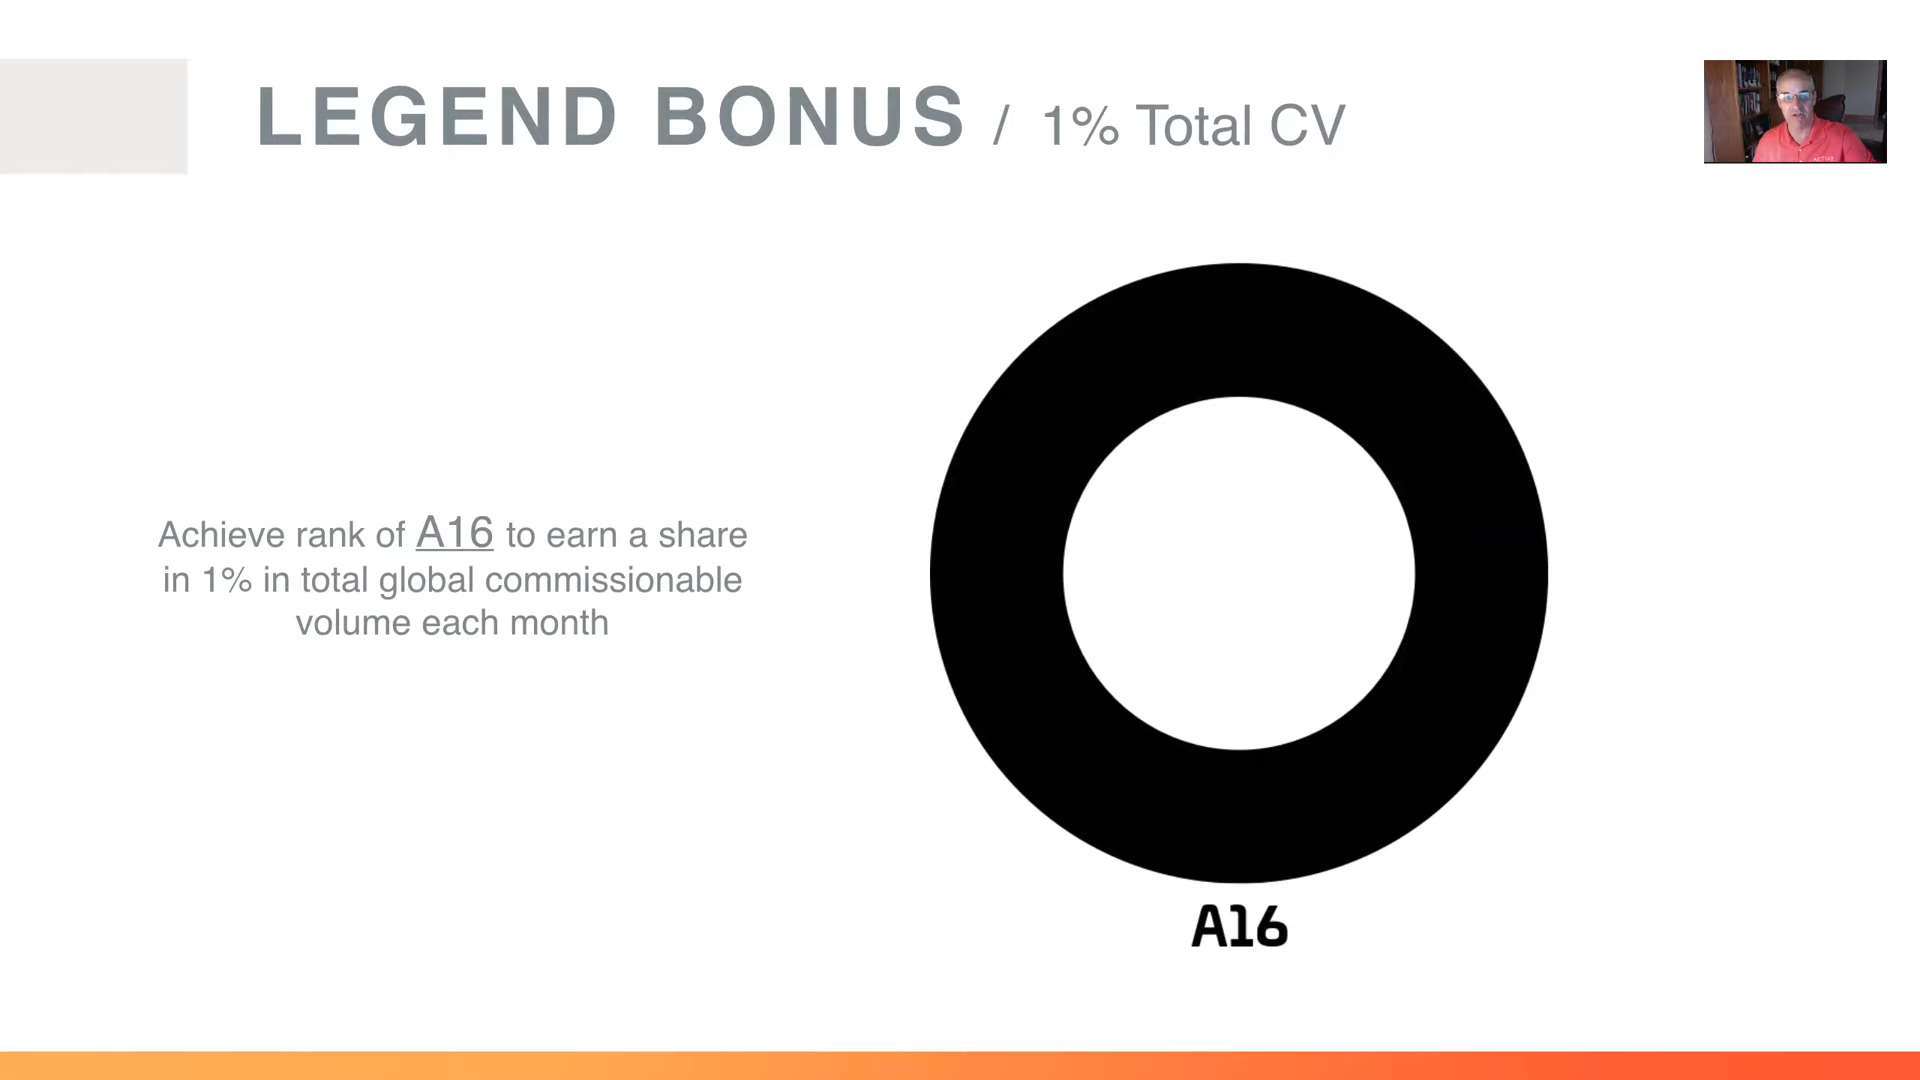 LEGEND BONUS / 1% Total CV
Achieve rank of A16 to earn a share
in 1% in total global commissionable
volume each month
A16